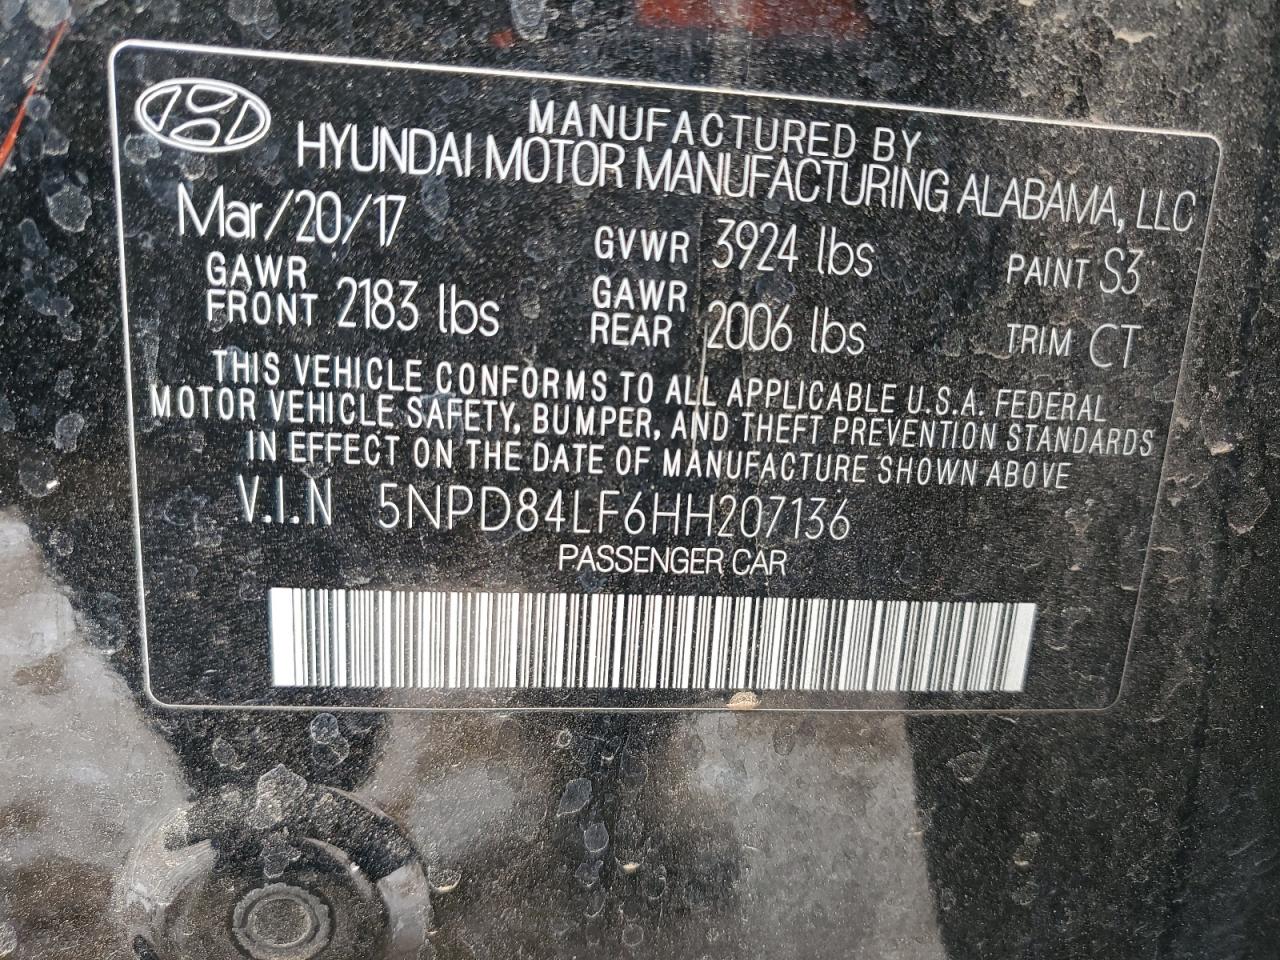 MANUFACTURED BY
HYUNDAI MOTOR MANUFACTURING ALABAMA, LLC
Mar/20/17 GVWR 3924 lbs PAINT S3
GAWR FRONT 2183 lbs GAWR REAR 2006 lbs TRIM CT
THIS VEHICLE CONFORMS TO ALL APPLICABLE U.S.A. FEDERAL
MOTOR VEHICLE SAFETY, BUMPER, AND THEFT PREVENTION STANDARDS
IN EFFECT ON THE DATE OF MANUFACTURE SHOWN ABOVE
V.I.N 5NPD84LF6HH207136
PASSENGER CAR